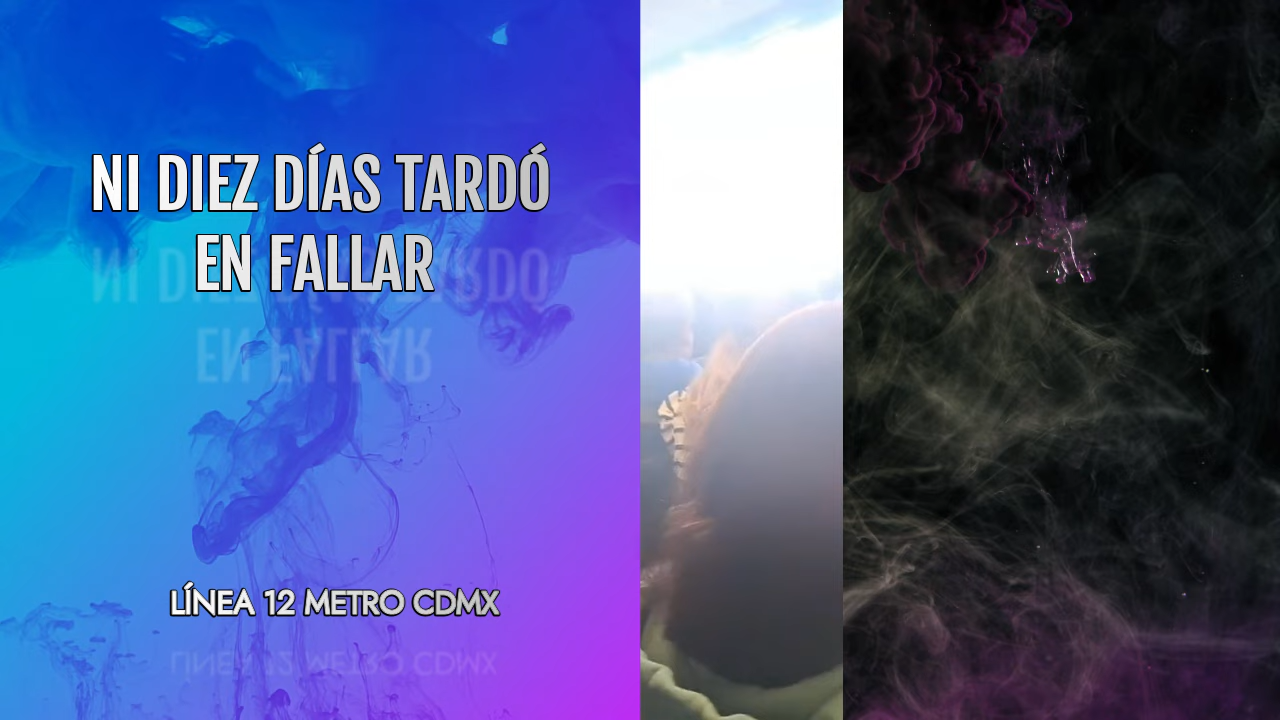 NI DIEZ DÍAS TARDÓ
EN FALLAR
LÍNEA 12 METRO CDMX